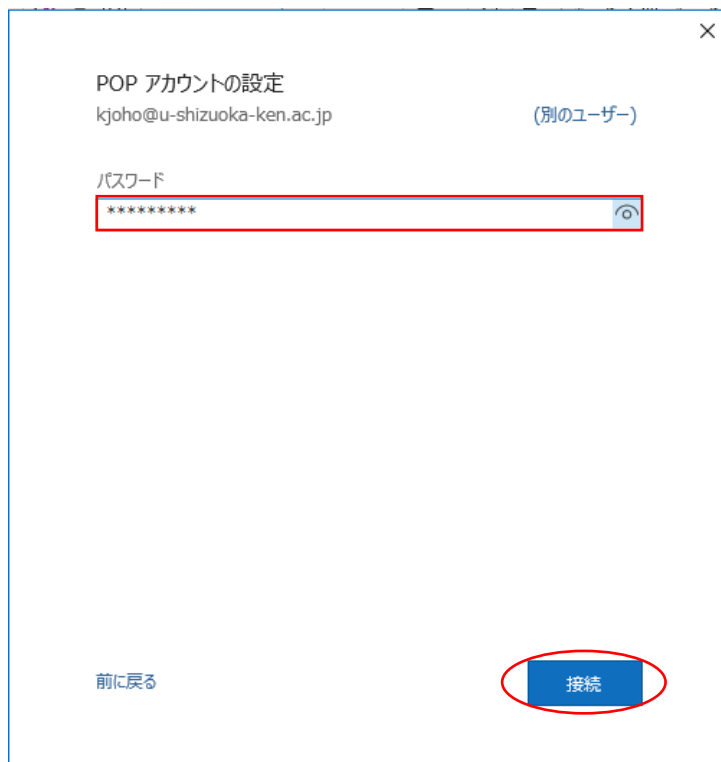 POP アカウントの設定
kjoho@u-shizuoka-ken.ac.jp (別のユーザー)
パスワード
*********
前に戻る 接続